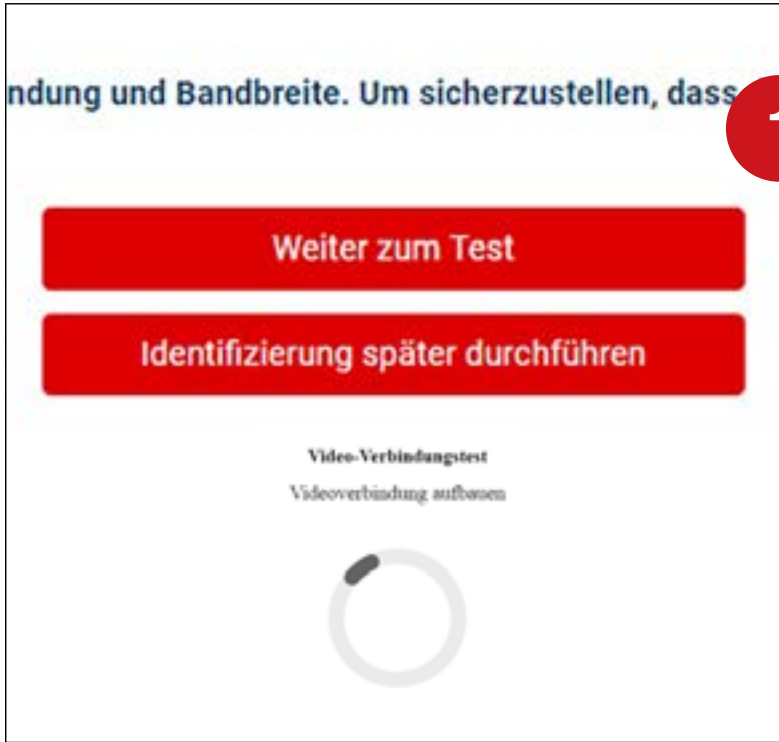 ndung und Bandbreite. Um sicherzustellen, dass
1
Weiter zum Test
Identifizierung später durchführen
Video-Verbindungstest
Videoverbindung aufbauen